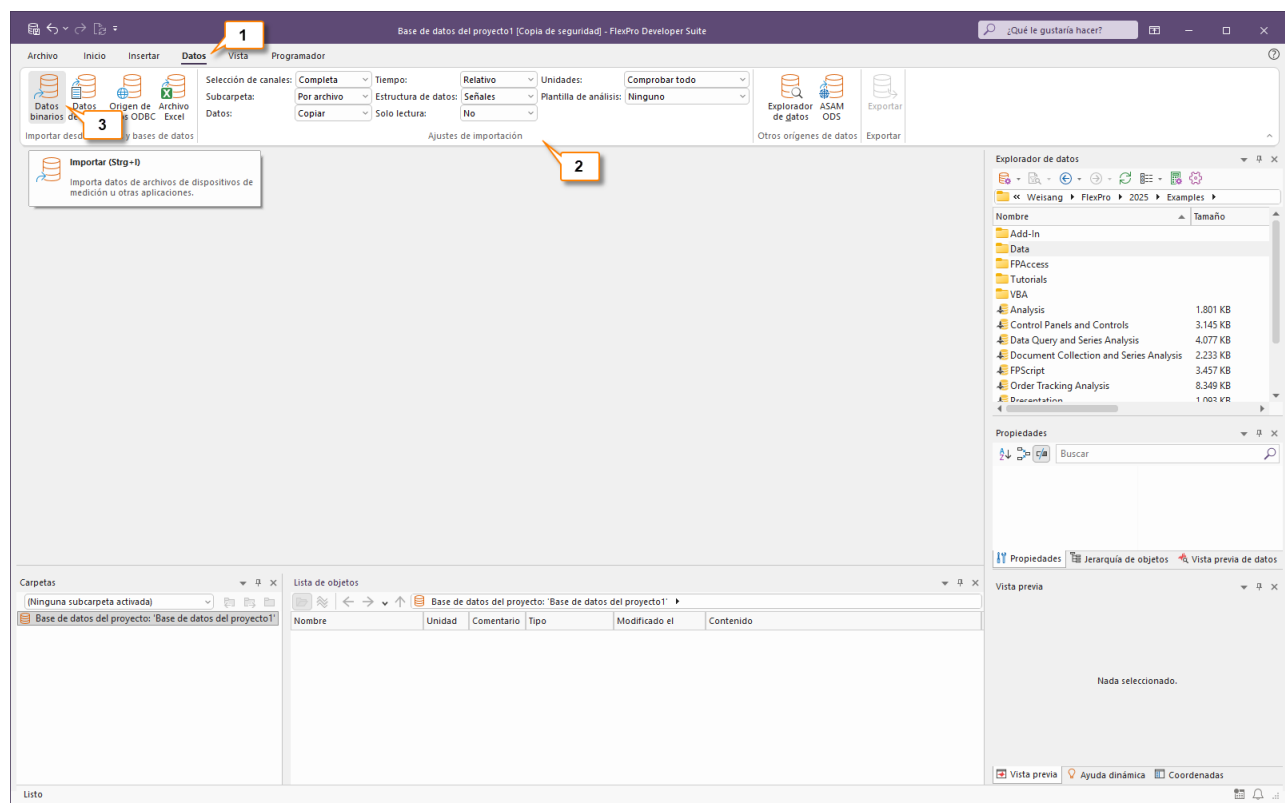 Base de datos del proyecto1 [Copia de seguridad] - FlexPro Developer Suite
¿Qué le gustaría hacer?
1
Archivo Inicio Insertar Datos Vista Programador
Datos binarios
Datos de
Origen de
os ODBC
Archivo Excel
Importar desd
y bases de datos
3
Selección de canales: Completa
Subcarpeta: Por archivo
Datos: Copiar
Tiempo: Relativo
Estructura de datos: Señales
Solo lectura: No
Unidades: Comprobar todo
Plantilla de análisis: Ninguno
Ajustes de importación
2
Explorador de datos
ASAM ODS
Otros orígenes de datos
Exportar
Exportar
Importar (Strg+I)
Importa datos de archivos de dispositivos de
medición u otras aplicaciones.
Explorador de datos
« Weisang FlexPro 2025 Examples
Nombre Tamaño
Add-In
Data
FPAccess
Tutorials
VBA
Analysis 1.801 KB
Control Panels and Controls 3.145 KB
Data Query and Series Analysis 4.077 KB
Document Collection and Series Analysis 2.233 KB
FPScript 3.457 KB
Order Tracking Analysis 8.349 KB
Presentation 1.093 KB
Propiedades
Buscar
Propiedades Jerarquía de objetos Vista previa de datos
Carpetas
(Ninguna subcarpeta activada)
Base de datos del proyecto: 'Base de datos del proyecto1'
Lista de objetos
Base de datos del proyecto: 'Base de datos del proyecto1'
Nombre Unidad Comentario Tipo Modificado el Contenido
Vista previa
Nada seleccionado.
Vista previa Ayuda dinámica Coordenadas
Listo